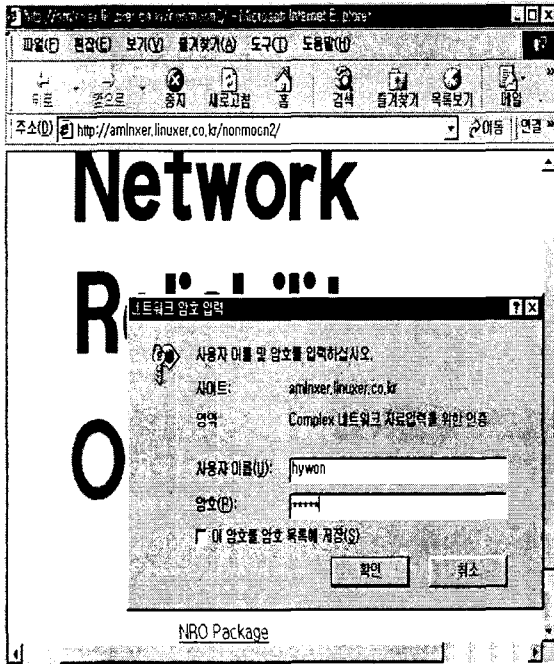 - Microsoft Internet Explorer
파일(F) 편집(E) 보기(V) 즐겨찾기(A) 도구(T) 도움말(H)
뒤로 앞으로 중지 새로고침 홈 검색 즐겨찾기 목록보기 메일
주소(D) http://amlnxer.linuxer.co.kr/nonmocn2/ 이동 연결
Network
네트워크 암호 입력
사용자 이름 및 암호를 입력하십시오.
사이트: amlnxer.linuxer.co.kr
영역 Complex 네트워크 자료입력을 위한 인증
사용자 이름(U): hywon
암호(P): *****
이 암호를 암호 목록에 저장(S)
확인 취소
NRO Package